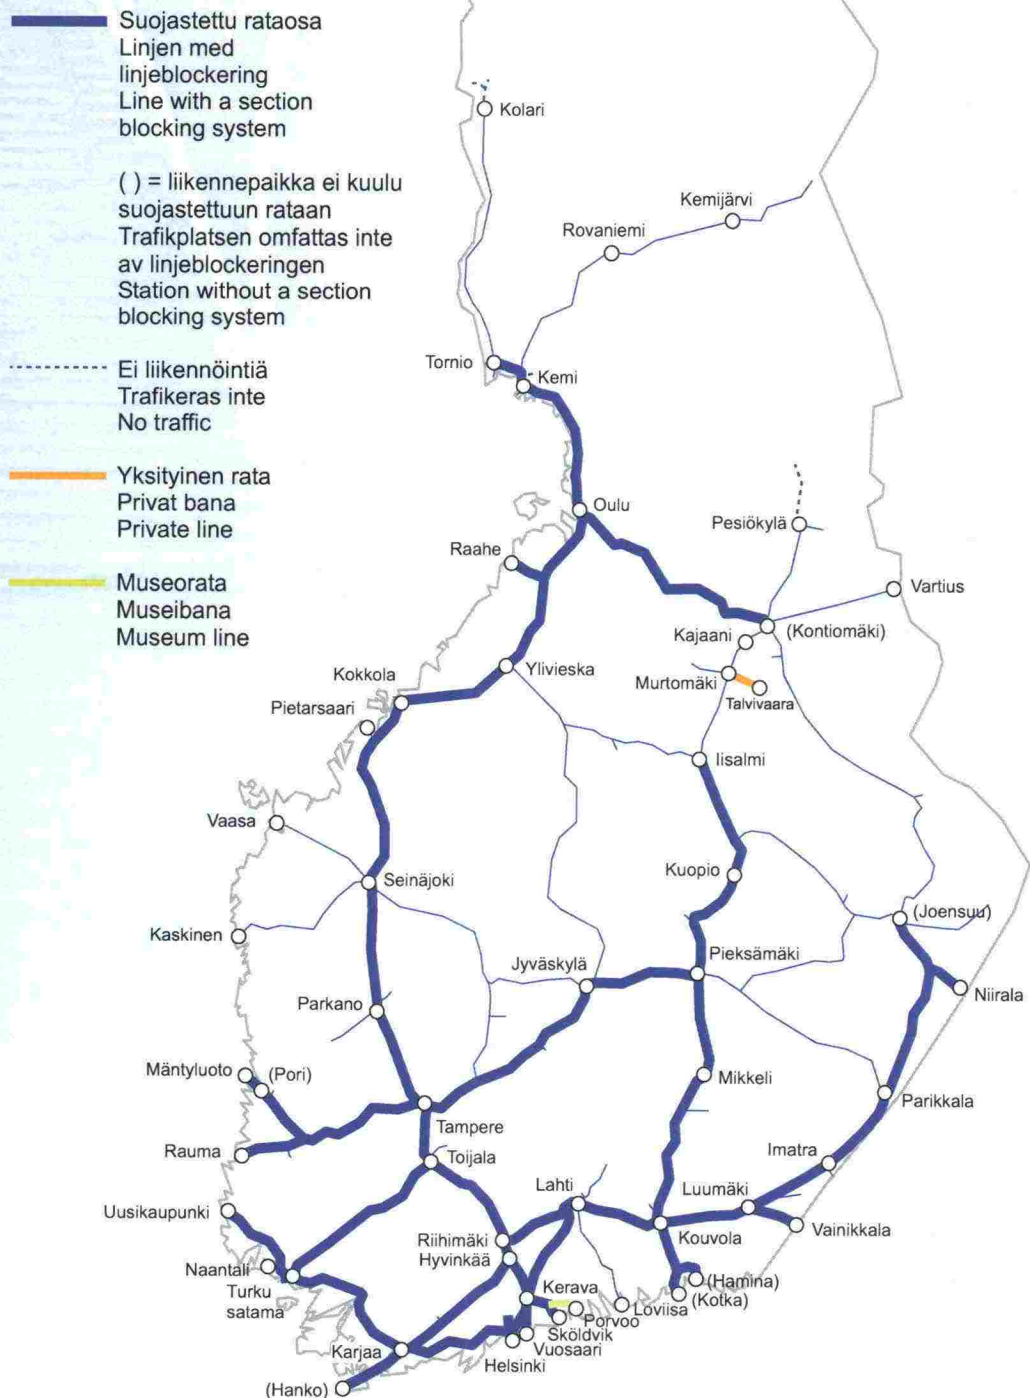 Suojastettu rataosa
Linjen med
linjeblockering
Line with a section
blocking system
( ) = liikennepaikka ei kuulu
suojastettuun rataan
Trafikplatsen omfattas inte
av linjeblockeringen
Station without a section
blocking system
Ei liikennöintiä
Trafikeras inte
No traffic
Yksityinen rata
Privat bana
Private line
Museorata
Museibana
Museum line
Kolari
Kemijärvi
Rovaniemi
Tornio
Kemi
Oulu
Pesiökylä
Raahe
Vartius
(Kontiomäki)
Kajaani
Ylivieska
Murtomäki
Talvivaara
Kokkola
Pietarsaari
Iisalmi
Vaasa
Seinäjoki
Kuopio
(Joensuu)
Kaskinen
Jyväskylä
Pieksämäki
Niirala
Parkano
Mäntyluoto
(Pori)
Mikkeli
Parikkala
Tampere
Rauma
Toijala
Imatra
Lahti
Luumäki
Uusikaupunki
Riihimäki
Kouvola
Vainikkala
Hyvinkää
Naantali
Turku
satama
Kerava
(Hamina)
(Kotka)
Loviisa
Porvoo
Sköldvik
Vuosaari
Karjaa
Helsinki
(Hanko)